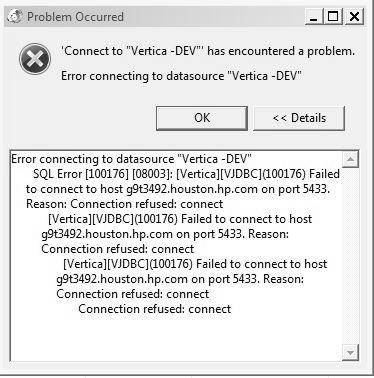 Problem Occurred
'Connect to "Vertica -DEV"' has encountered a problem.
Error connecting to datasource "Vertica -DEV"
OK
<< Details
Error connecting to datasource "Vertica -DEV"
SQL Error [100176] [08003]: [Vertica][VJDBC](100176) Failed
to connect to host g9t3492.houston.hp.com on port 5433.
Reason: Connection refused: connect
[Vertica][VJDBC](100176) Failed to connect to host
g9t3492.houston.hp.com on port 5433. Reason:
Connection refused: connect
[Vertica][VJDBC](100176) Failed to connect to host
g9t3492.houston.hp.com on port 5433. Reason:
Connection refused: connect
Connection refused: connect